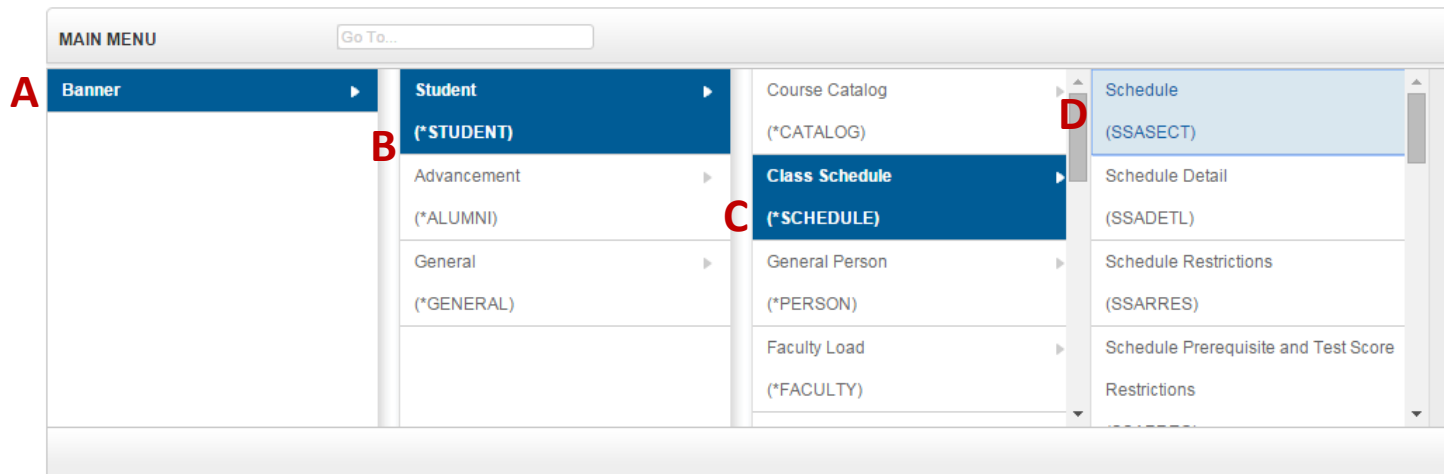 MAIN MENU
Go To...
A
Banner
B
Student
(*STUDENT)
Advancement
(*ALUMNI)
General
(*GENERAL)
C
Course Catalog
(*CATALOG)
Class Schedule
(*SCHEDULE)
General Person
(*PERSON)
Faculty Load
(*FACULTY)
D
Schedule
(SSASECT)
Schedule Detail
(SSADETL)
Schedule Restrictions
(SSARRES)
Schedule Prerequisite and Test Score
Restrictions